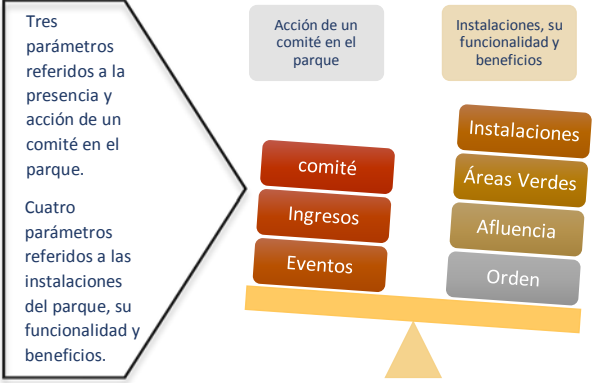 Tres
parámetros
referidos a la
presencia y
acción de un
comité en el
parque.
Cuatro
parámetros
referidos a las
instalaciones
del parque, su
funcionalidad y
beneficios.
Acción de un
comité en el
parque
Instalaciones, su
funcionalidad y
beneficios
comité
Ingresos
Eventos
Instalaciones
Áreas Verdes
Afluencia
Orden